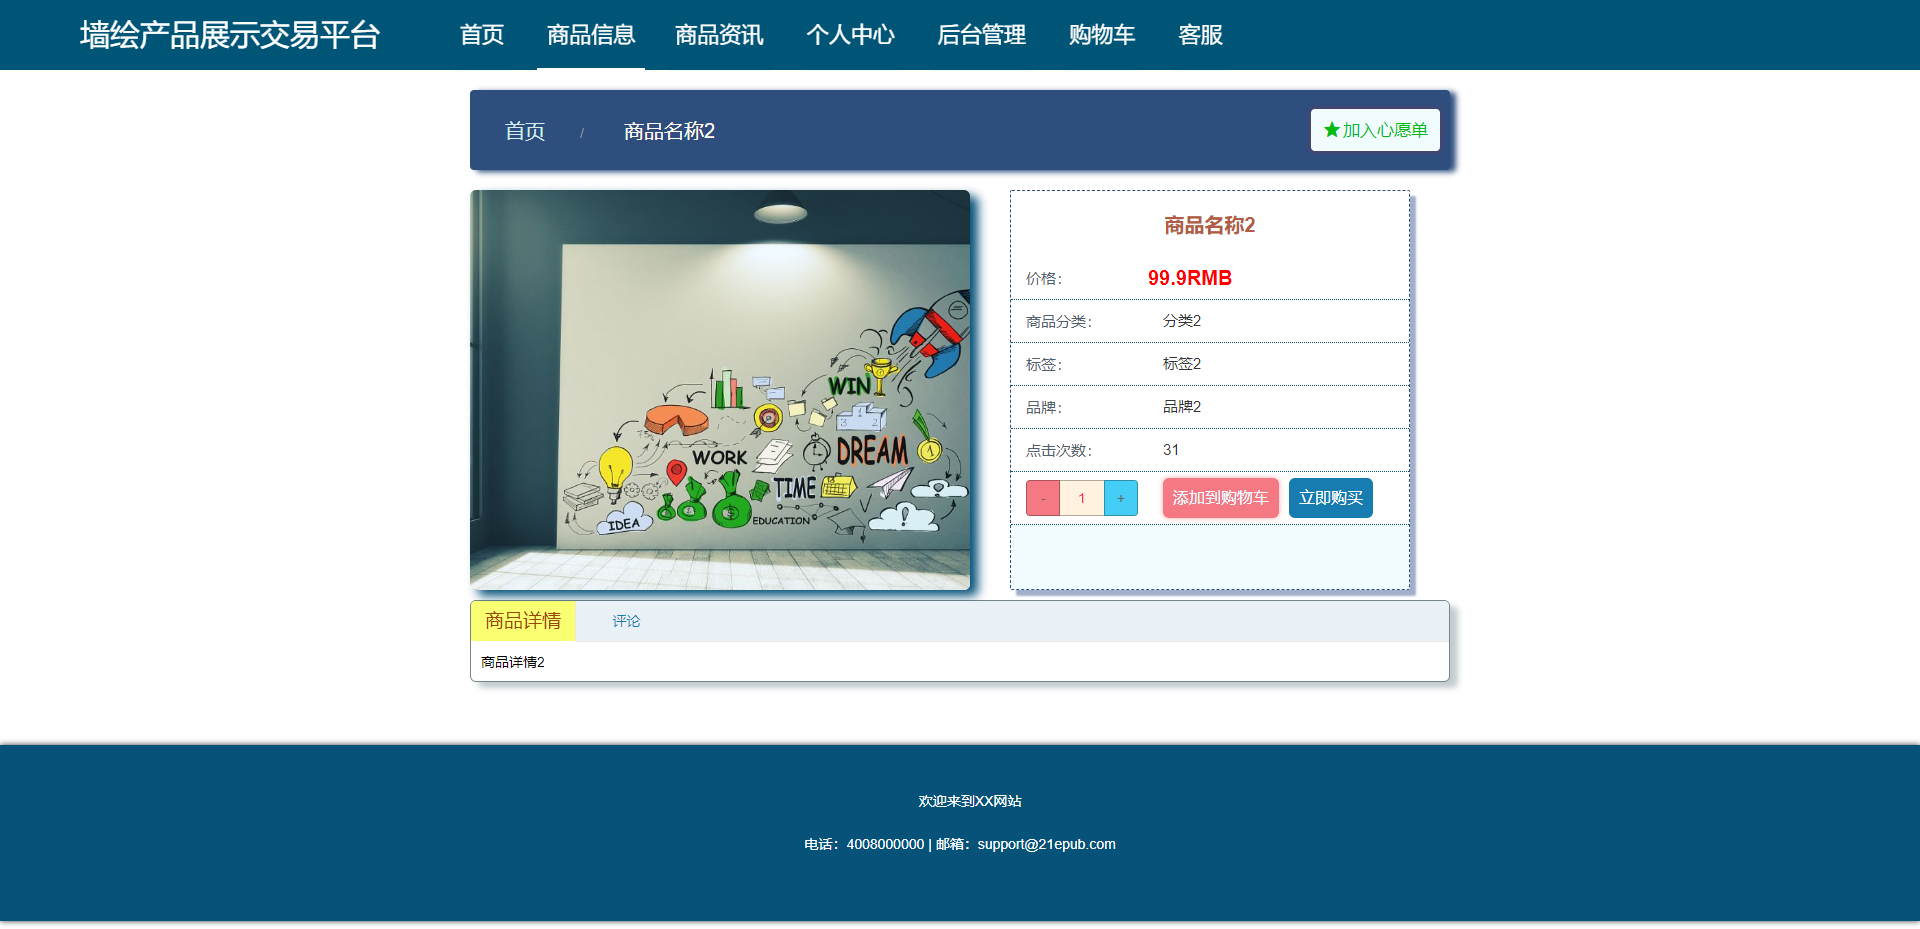 墙绘产品展示交易平台 首页 商品信息 商品资讯 个人中心 后台管理 购物车 客服
首页 / 商品名称2 ★加入心愿单
WIN
1
3 2
DREAM
WORK
TIME
IDEA
EDUCATION
商品名称2
价格： 99.9RMB
商品分类： 分类2
标签： 标签2
品牌： 品牌2
点击次数： 31
- 1 + 添加到购物车 立即购买
商品详情 评论
商品详情2
欢迎来到XX网站
电话：4008000000 | 邮箱：support@21epub.com